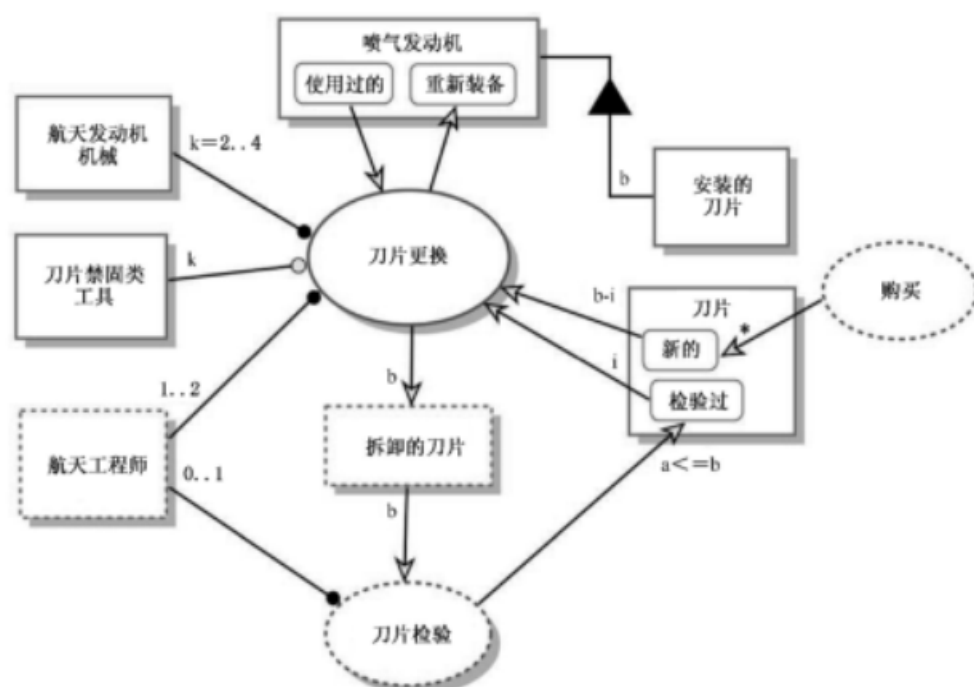 喷气发动机
使用过的
重新装备
航天发动机
机械
k=2..4
b
安装的
刀片
刀片禁固类
工具
k
刀片更换
b-i
刀片
购买
新的
*
i
检验过
1..2
b
航天工程师
0..1
拆卸的刀片
a<=b
b
刀片检验